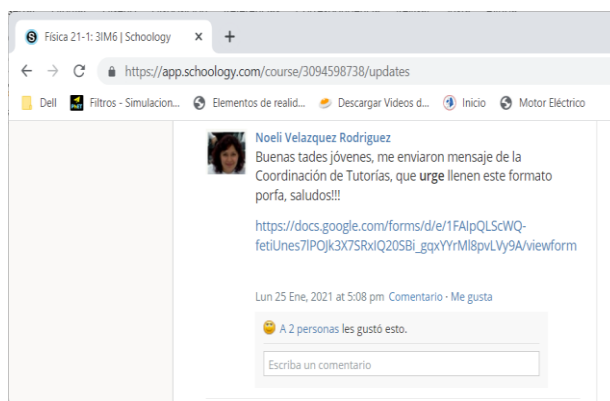 Física 21-1: 3IM6 | Schoology
https://app.schoology.com/course/3094598738/updates
Dell Filtros - Simulacion... Elementos de realid... Descargar Videos d... Inicio Motor Eléctrico
Noeli Velazquez Rodriguez
Buenas tades jóvenes, me enviaron mensaje de la
Coordinación de Tutorías, que urge llenen este formato
porfa, saludos!!!
https://docs.google.com/forms/d/e/1FAIpQLScWQ-
fetiUnes7lPOJk3X7SRxIQ20SBi_gqxYYrMl8pvLVy9A/viewform
Lun 25 Ene, 2021 at 5:08 pm Comentario · Me gusta
A 2 personas les gustó esto.
Escriba un comentario